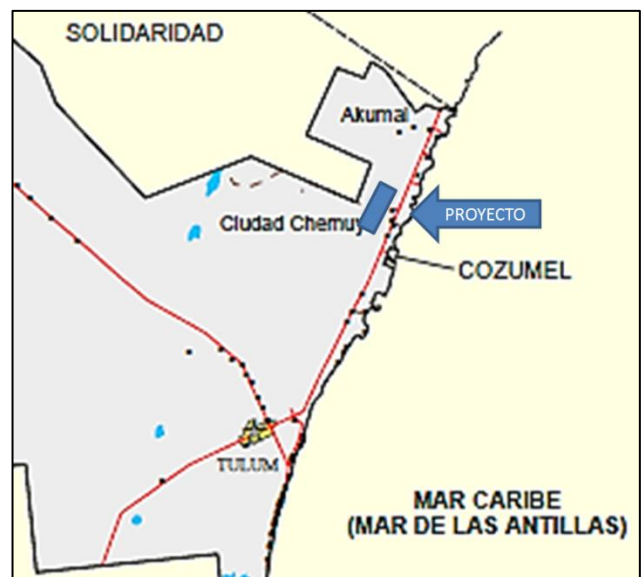 SOLIDARIDAD
Akumal
Ciudad Chemuy
PROYECTO
COZUMEL
TULUM
MAR CARIBE
(MAR DE LAS ANTILLAS)